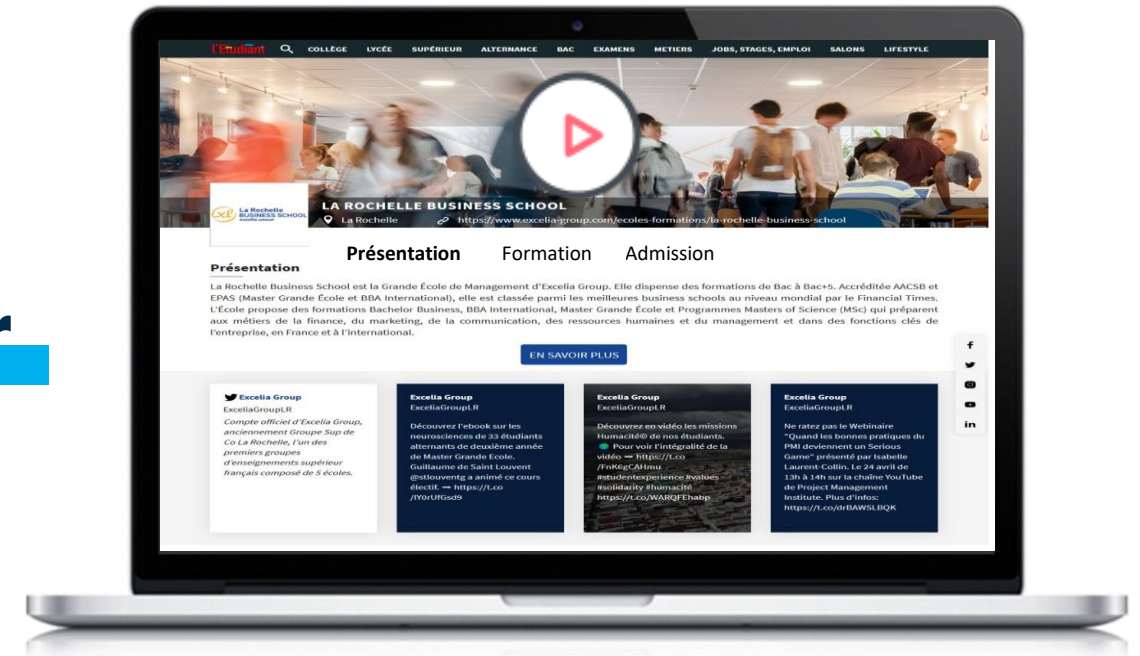 l'Etudiant COLLÈGE LYCÉE SUPÉRIEUR ALTERNANCE BAC EXAMENS METIERS JOBS, STAGES, EMPLOI SALONS LIFESTYLE
La Rochelle
BUSINESS SCHOOL
LA ROCHELLE BUSINESS SCHOOL
La Rochelle https://www.excelia-group.com/ecoles-formations/la-rochelle-business-school
Présentation Formation Admission
Présentation
La Rochelle Business School est la Grande École de Management d'Excelia Group. Elle dispense des formations de Bac à Bac+5. Accréditée AACSB et
EPAS (Master Grande École et BBA International), elle est classée parmi les meilleures business schools au niveau mondial par le Financial Times.
L'École propose des formations Bachelor Business, BBA International, Master Grande École et Programmes Masters of Science (MSc) qui préparent
aux métiers de la finance, du marketing, de la communication, des ressources humaines et du management et dans des fonctions clés de
l'entreprise, en France et à l'international.
r
EN SAVOIR PLUS
Excelia Group
ExceliaGroupLR
Compte officiel d'Excelia Group,
anciennement Groupe Sup de
Co La Rochelle, l'un des
premiers groupes
d'enseignements supérieur
français composé de 5 écoles.
Excelia Group
ExceliaGroupLR
Découvrez l'ebook sur les
neurosciences de 33 étudiants
alternants de deuxième année
de Master Grande Ecole.
Guillaume de Saint Louvent
@stlouventg a animé ce cours
électif. ➡ https://t.co
Excelia Group
ExceliaGroupLR
Découvrez en vidéo les missions
Humacité© de nos étudiants.
Pour voir l'intégralité de la
vidéo ➡ https://t.co
/FnK6gCAHmu
#studentexperience #values
#solidarity #humacité
https://t.co/WARQFEhabp
Excelia Group
ExceliaGroupLR
Ne ratez pas le Webinaire
"Quand les bonnes pratiques du
PMI deviennent un Serious
Game" présenté par Isabelle
Laurent-Collin. Le 24 avril de
13h à 14h sur la chaîne YouTube
de Project Management
Institute. Plus d'infos:
https://t.co/drBAWSLBQK